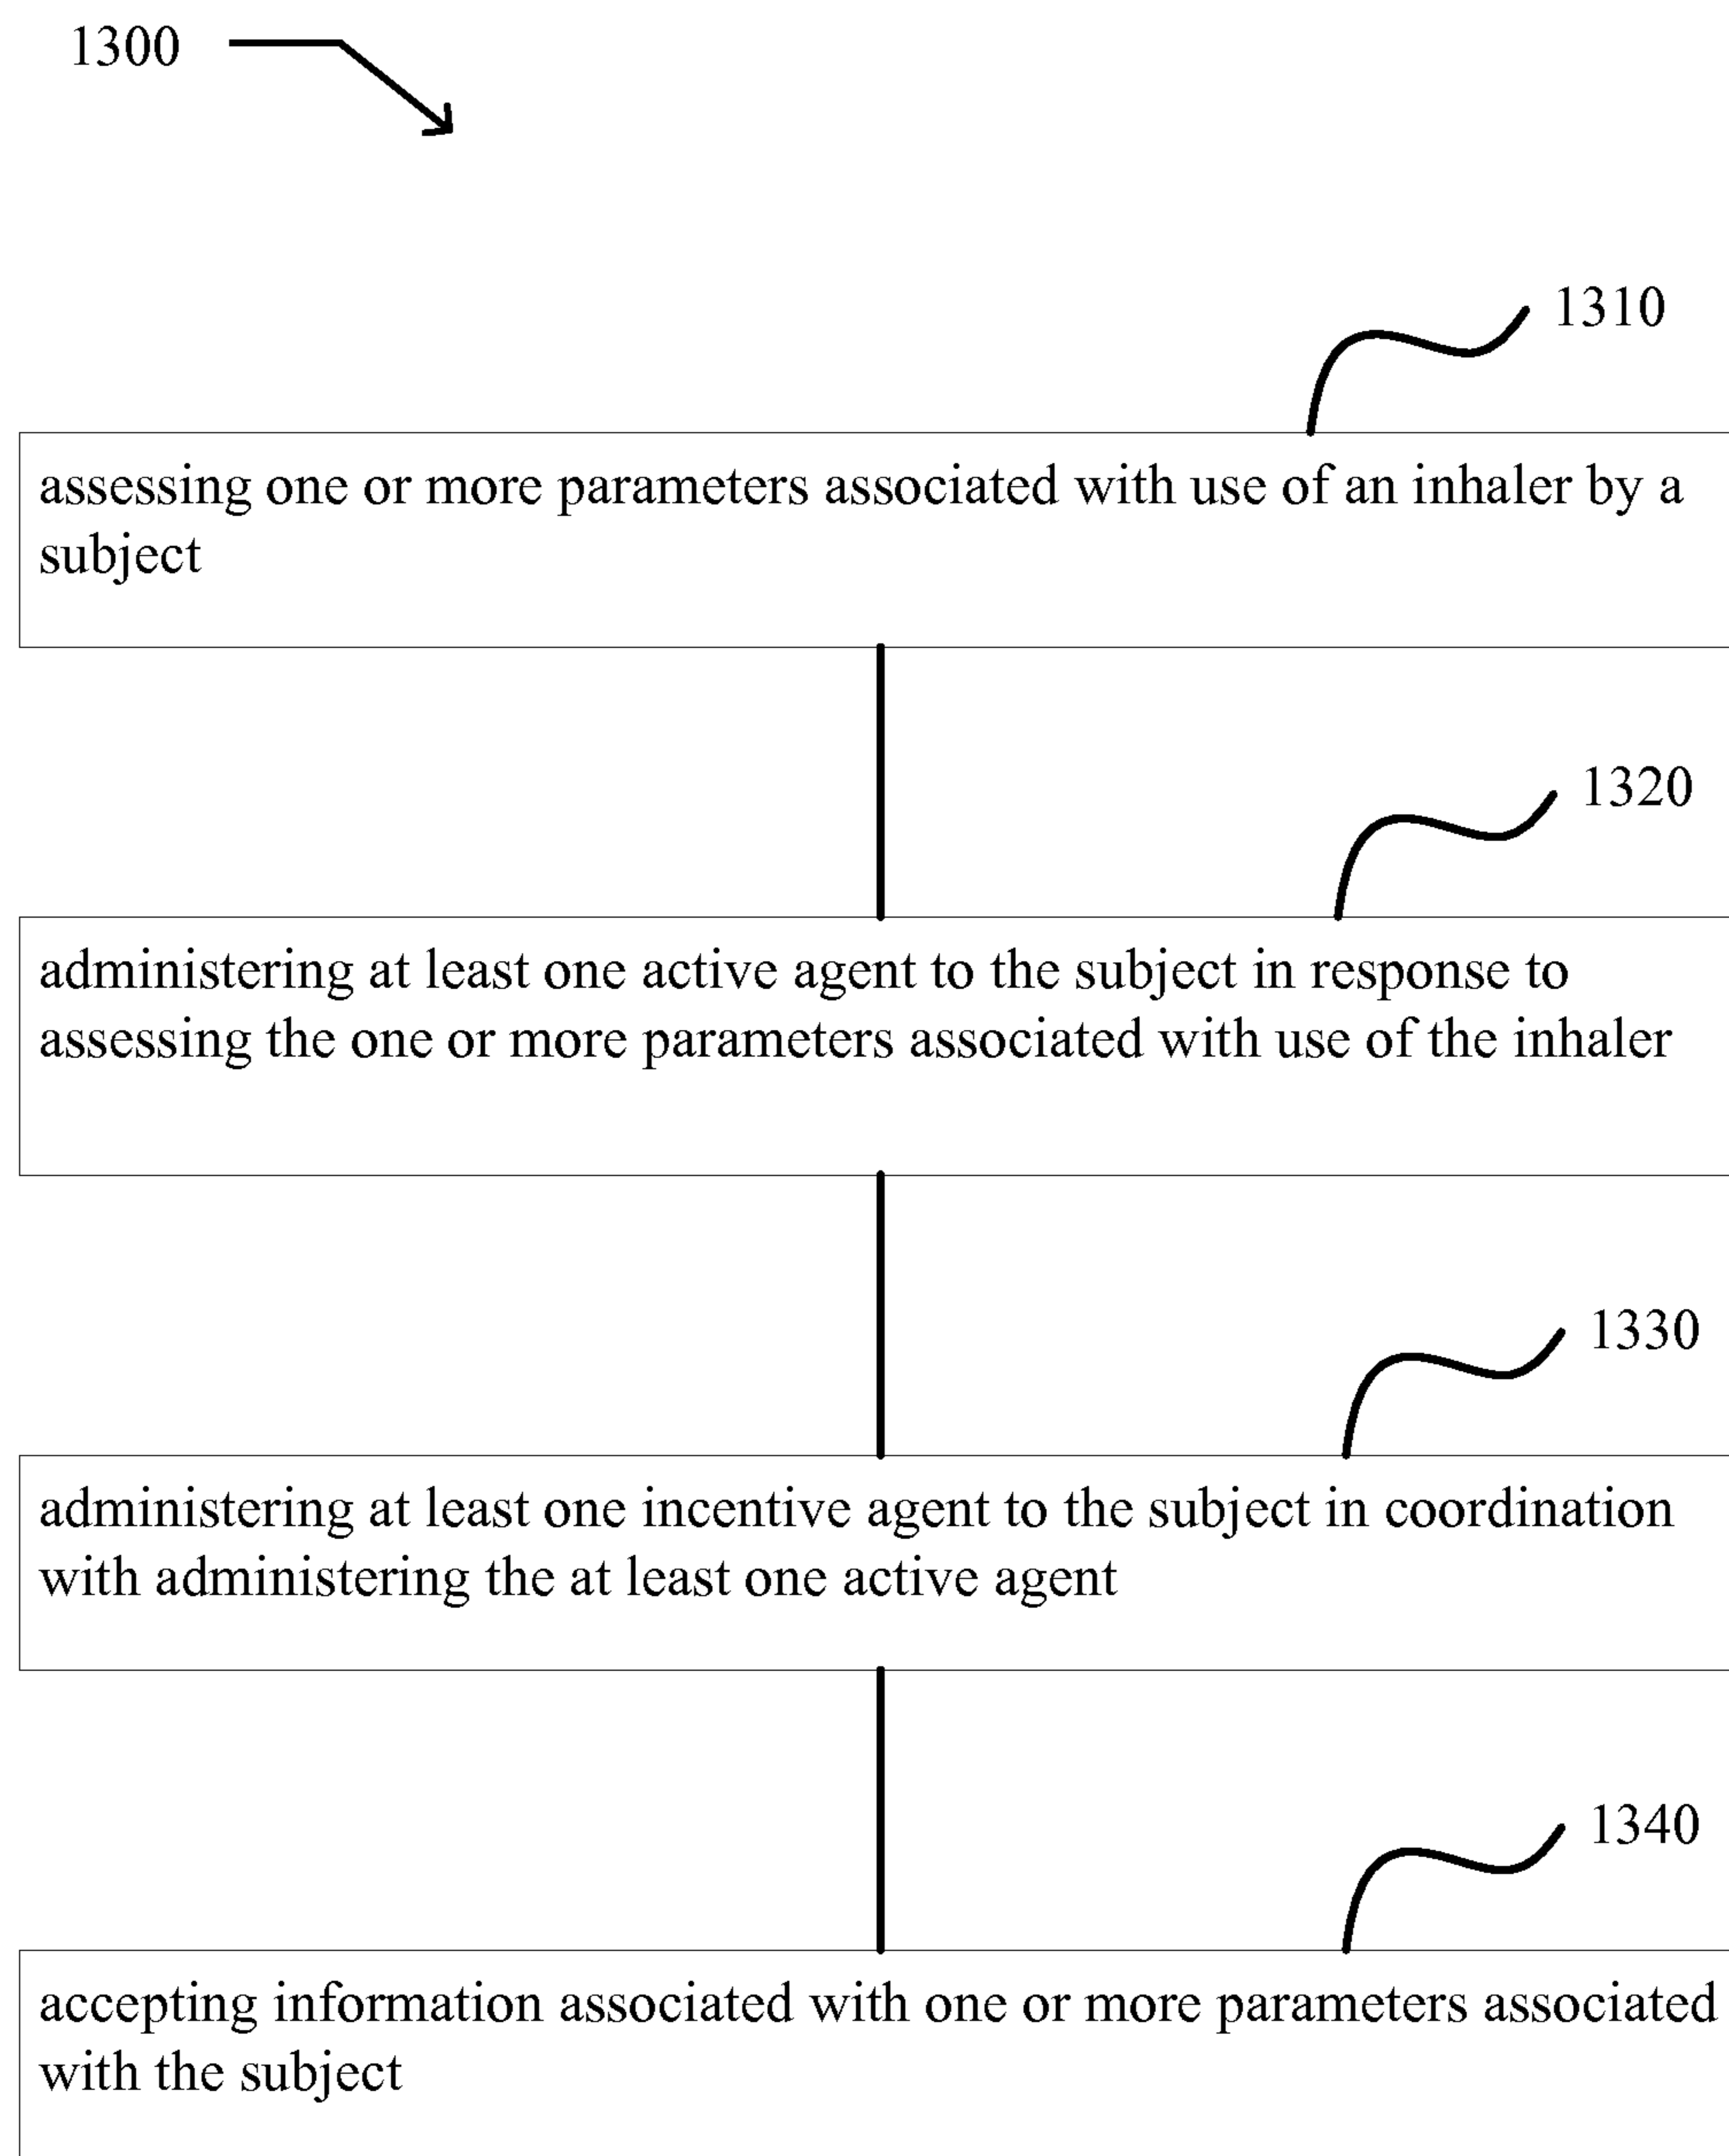 1300
1310
assessing one or more parameters associated with use of an inhaler by a
subject
1320
administering at least one active agent to the subject in response to
assessing the one or more parameters associated with use of the inhaler
1330
administering at least one incentive agent to the subject in coordination
with administering the at least one active agent
1340
accepting information associated with one or more parameters associated
with the subject